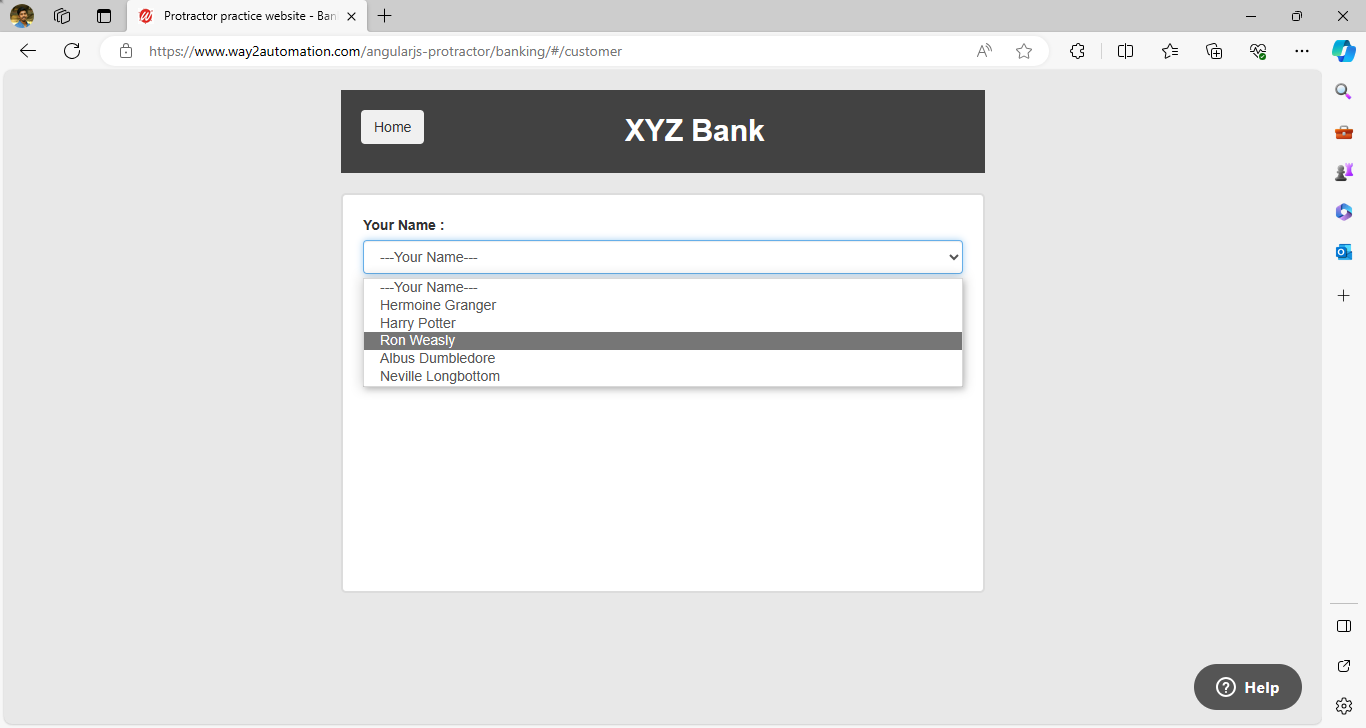 Protractor practice website - Ban
https://www.way2automation.com/angularjs-protractor/banking/#/customer
Home
XYZ Bank
Your Name :
---Your Name---
---Your Name---
Hermoine Granger
Harry Potter
Ron Weasly
Albus Dumbledore
Neville Longbottom
Help